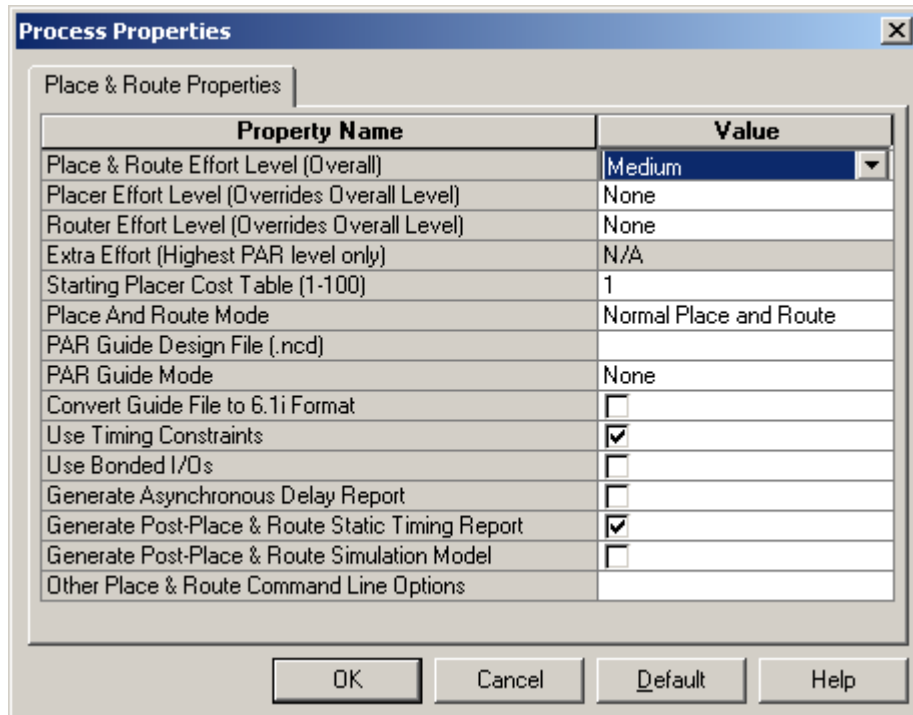 Process Properties
Place & Route Properties
Property Name Value
Place & Route Effort Level (Overall) Medium
Placer Effort Level (Overrides Overall Level) None
Router Effort Level (Overrides Overall Level) None
Extra Effort (Highest PAR level only) N/A
Starting Placer Cost Table (1-100) 1
Place And Route Mode Normal Place and Route
PAR Guide Design File (.ncd)
PAR Guide Mode None
Convert Guide File to 6.1i Format
Use Timing Constraints
Use Bonded I/Os
Generate Asynchronous Delay Report
Generate Post-Place & Route Static Timing Report
Generate Post-Place & Route Simulation Model
Other Place & Route Command Line Options
OK Cancel Default Help